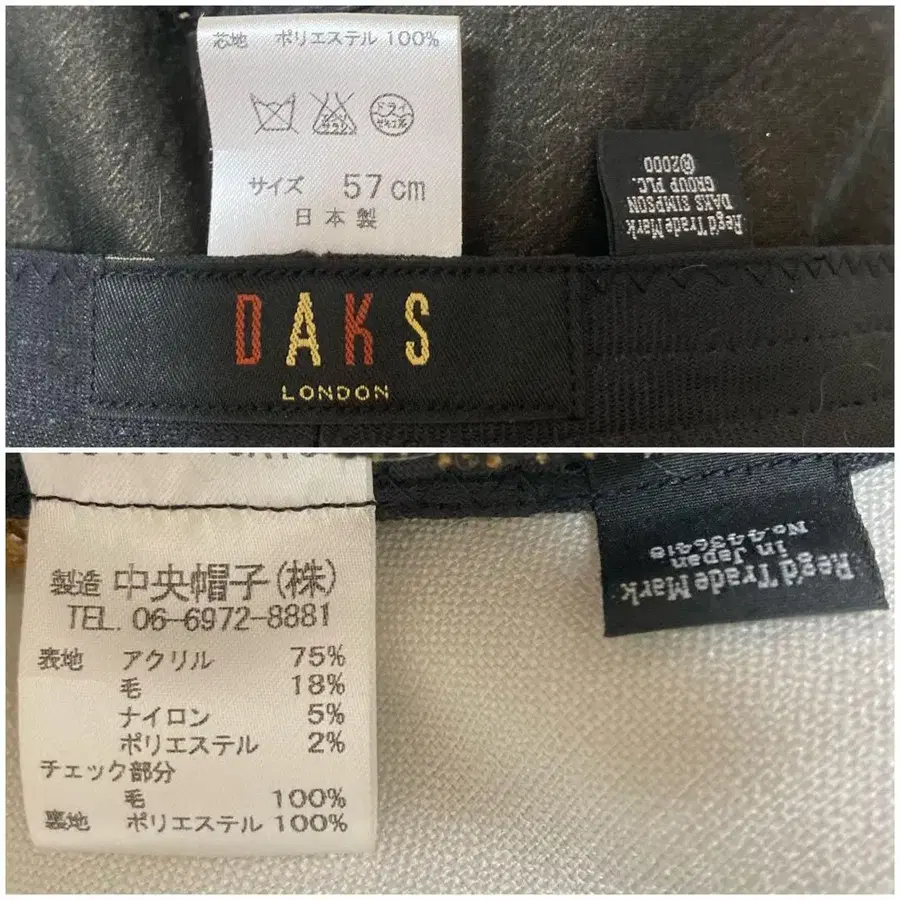 芯地 ポリエステル 100%
ドライ
サイズ 57cm
日本製
Reg'd Trade Mark
DAKS SIMPSON
GROUP PLC.
®2000
DAKS
LONDON
製造 中央帽子(株)
TEL. 06-6972-8881
表地 アクリル 75%
毛 18%
ナイロン 5%
ポリエステル 2%
チェック部分
毛 100%
裏地 ポリエステル 100%
Reg'd Trade Mark
in Japan
No.4436418